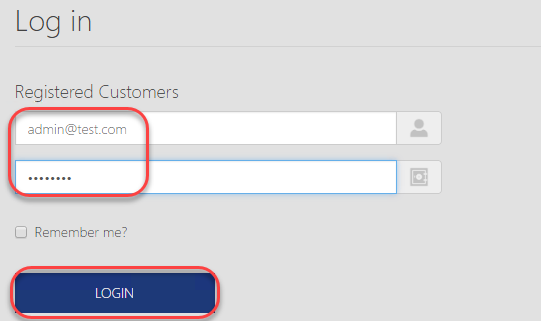 Log in
Registered Customers
admin@test.com
••••••••
Remember me?
LOGIN